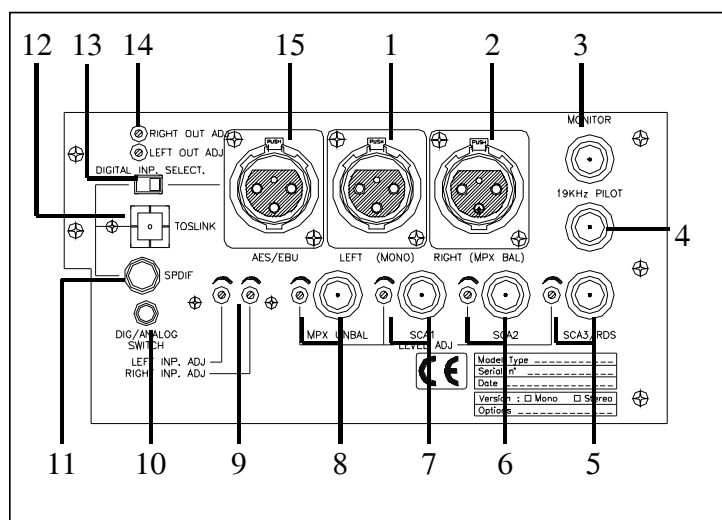 12 13 14 15 1 2 3
MONITOR
RIGHT OUT ADJ
LEFT OUT ADJ
DIGITAL INP. SELECT.
PUSH PUSH PUSH
19KHz PILOT
TOSLINK
4
AES/EBU LEFT (MONO) RIGHT (MPX BAL)
SPDIF
DIG/ANALOG
SWITCH
MPX UNBAL SCA1 SCA2 SCA3/RDS
LEVEL ADJ
LEFT INP. ADJ
RIGHT INP. ADJ
CE
Model Type
Serial n°
Date
Version : Mono Stereo
Options
11 10 9 8 7 6 5